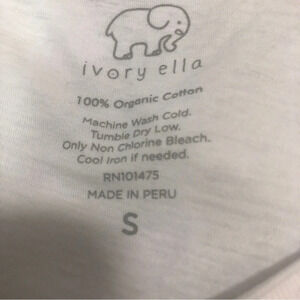 ivory ella
100% Organic Cotton
Machine Wash Cold.
Tumble Dry Low.
Only Non Chlorine Bleach.
Cool Iron if needed.
RN101475
MADE IN PERU
S